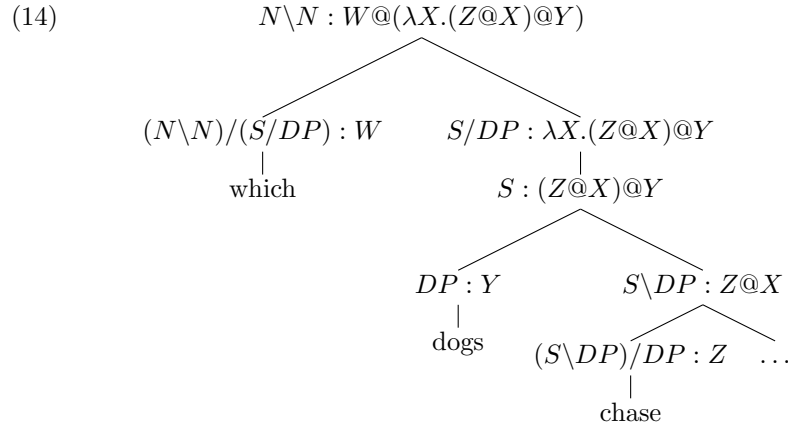 (14) N\N : W@(λX.(Z@X)@Y)
(N\N)/(S/DP) : W S/DP : λX.(Z@X)@Y
which S : (Z@X)@Y
DP : Y S\DP : Z@X
dogs (S\DP)/DP : Z ...
chase